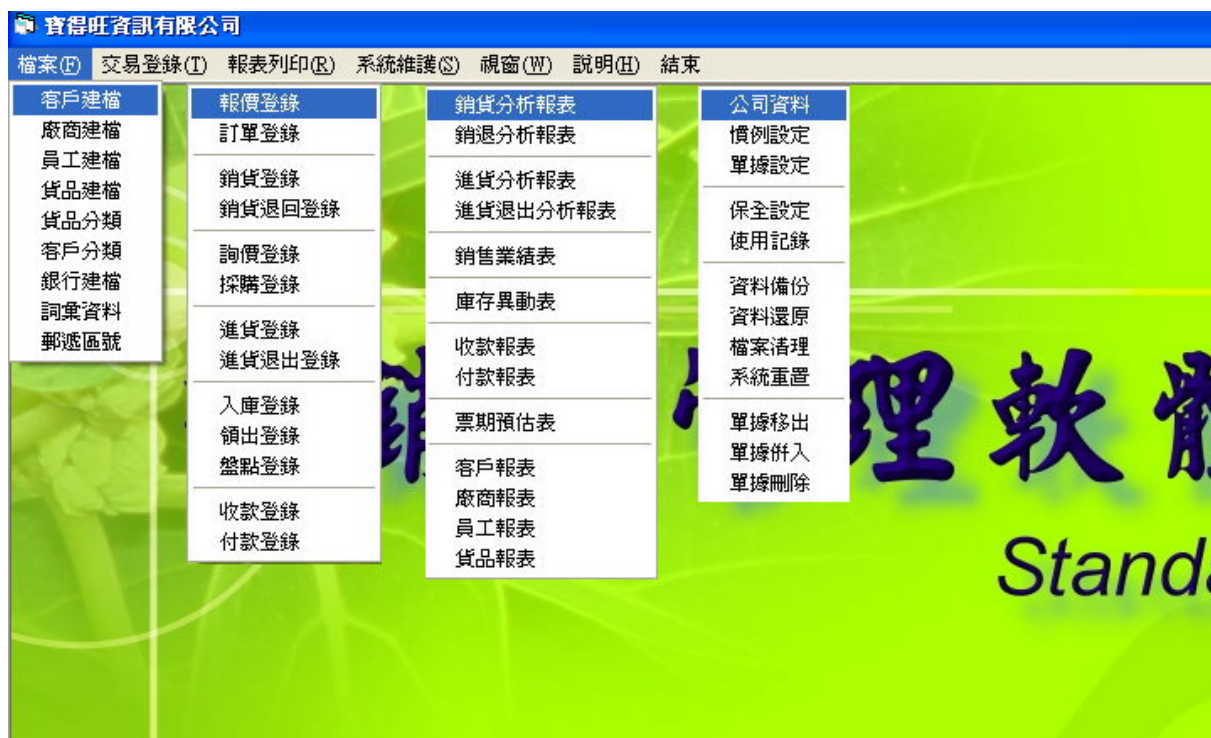 寶得旺資訊有限公司
檔案(F) 交易登錄(T) 報表列印(R) 系統維護(S) 視窗(W) 說明(H) 結束
客戶建檔
廠商建檔
員工建檔
貨品建檔
貨品分類
客戶分類
銀行建檔
詞彙資料
郵遞區號
報價登錄
訂單登錄
銷貨登錄
銷貨退回登錄
詢價登錄
採購登錄
進貨登錄
進貨退出登錄
入庫登錄
領出登錄
盤點登錄
收款登錄
付款登錄
銷貨分析報表
銷退分析報表
進貨分析報表
進貨退出分析報表
銷售業績表
庫存異動表
收款報表
付款報表
票期預估表
客戶報表
廠商報表
員工報表
貨品報表
公司資料
慣例設定
單據設定
保全設定
使用記錄
資料備份
資料還原
檔案清理
系統重置
單據移出
單據併入
單據刪除
銷 理軟體
Standa